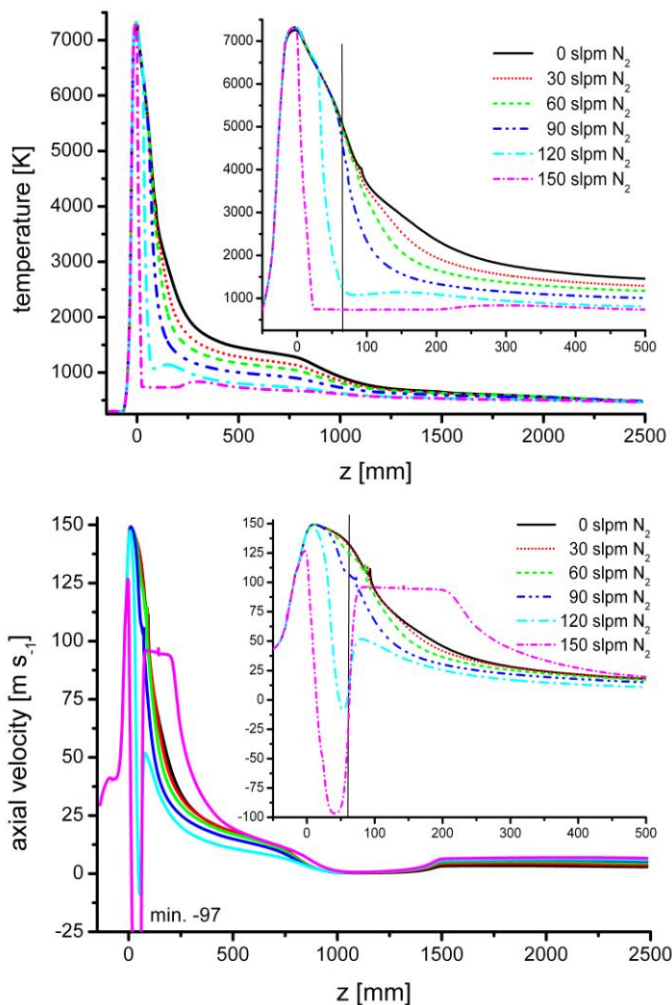 7000
6000
5000
4000
3000
2000
1000
temperature [K]
0 500 1000 1500 2000 2500
z [mm]
7000
6000
5000
4000
3000
2000
1000
0 100 200 300 400 500
0 slpm N₂
30 slpm N₂
60 slpm N₂
90 slpm N₂
120 slpm N₂
150 slpm N₂
150
125
100
75
50
25
0
-25
axial velocity [m s₋₁]
min. -97
0 500 1000 1500 2000 2500
z [mm]
150
125
100
75
50
25
0
-25
-50
-75
-100
0 100 200 300 400 500
0 slpm N₂
30 slpm N₂
60 slpm N₂
90 slpm N₂
120 slpm N₂
150 slpm N₂